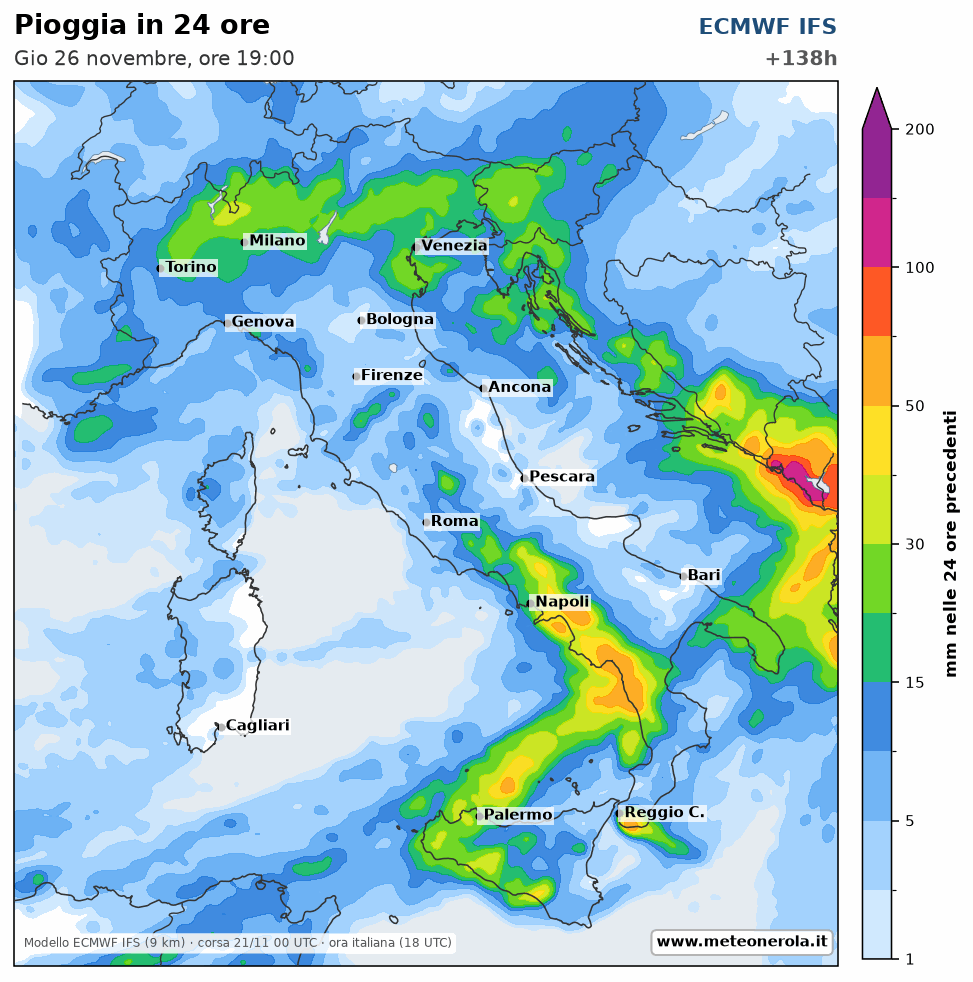 Pioggia in 24 ore
ECMWF IFS
Gio 26 novembre, ore 19:00
+138h
Milano
Venezia
Torino
Genova
Bologna
Firenze
Ancona
Pescara
Roma
Bari
Napoli
Cagliari
Palermo
Reggio C.
200
100
50
30
15
5
1
mm nelle 24 ore precedenti
Modello ECMWF IFS (9 km) · corsa 21/11 00 UTC · ora italiana (18 UTC)
www.meteonerola.it